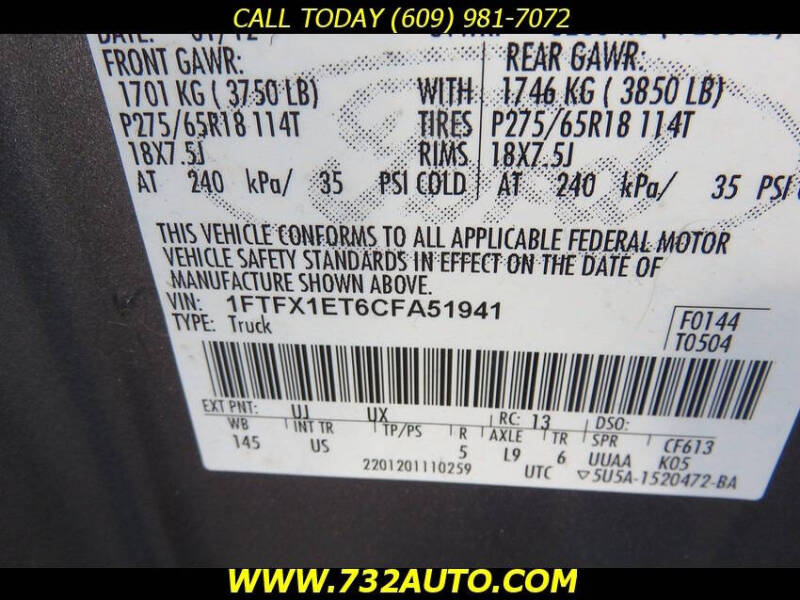 CALL TODAY (609) 981-7072
DATE: 01/12
FRONT GAWR: REAR GAWR:
1701 KG ( 3750 LB) WITH 1746 KG ( 3850 LB)
P275/65R18 114T TIRES P275/65R18 114T
18X7.5J RIMS 18X7.5J
AT 240 kPa/ 35 PSI COLD AT 240 kPa/ 35 PSI
THIS VEHICLE CONFORMS TO ALL APPLICABLE FEDERAL MOTOR
VEHICLE SAFETY STANDARDS IN EFFECT ON THE DATE OF
MANUFACTURE SHOWN ABOVE.
VIN: 1FTFX1ET6CFA51941
TYPE: Truck
F0144
T0504
EXT PNT: UJ UX RC: 13 DSO:
WB INT TR TP/PS R AXLE TR SPR CF613
145 US 5 L9 6 UUAA K05
2201201110259 UTC ▽5U5A-1520472-BA
WWW.732AUTO.COM